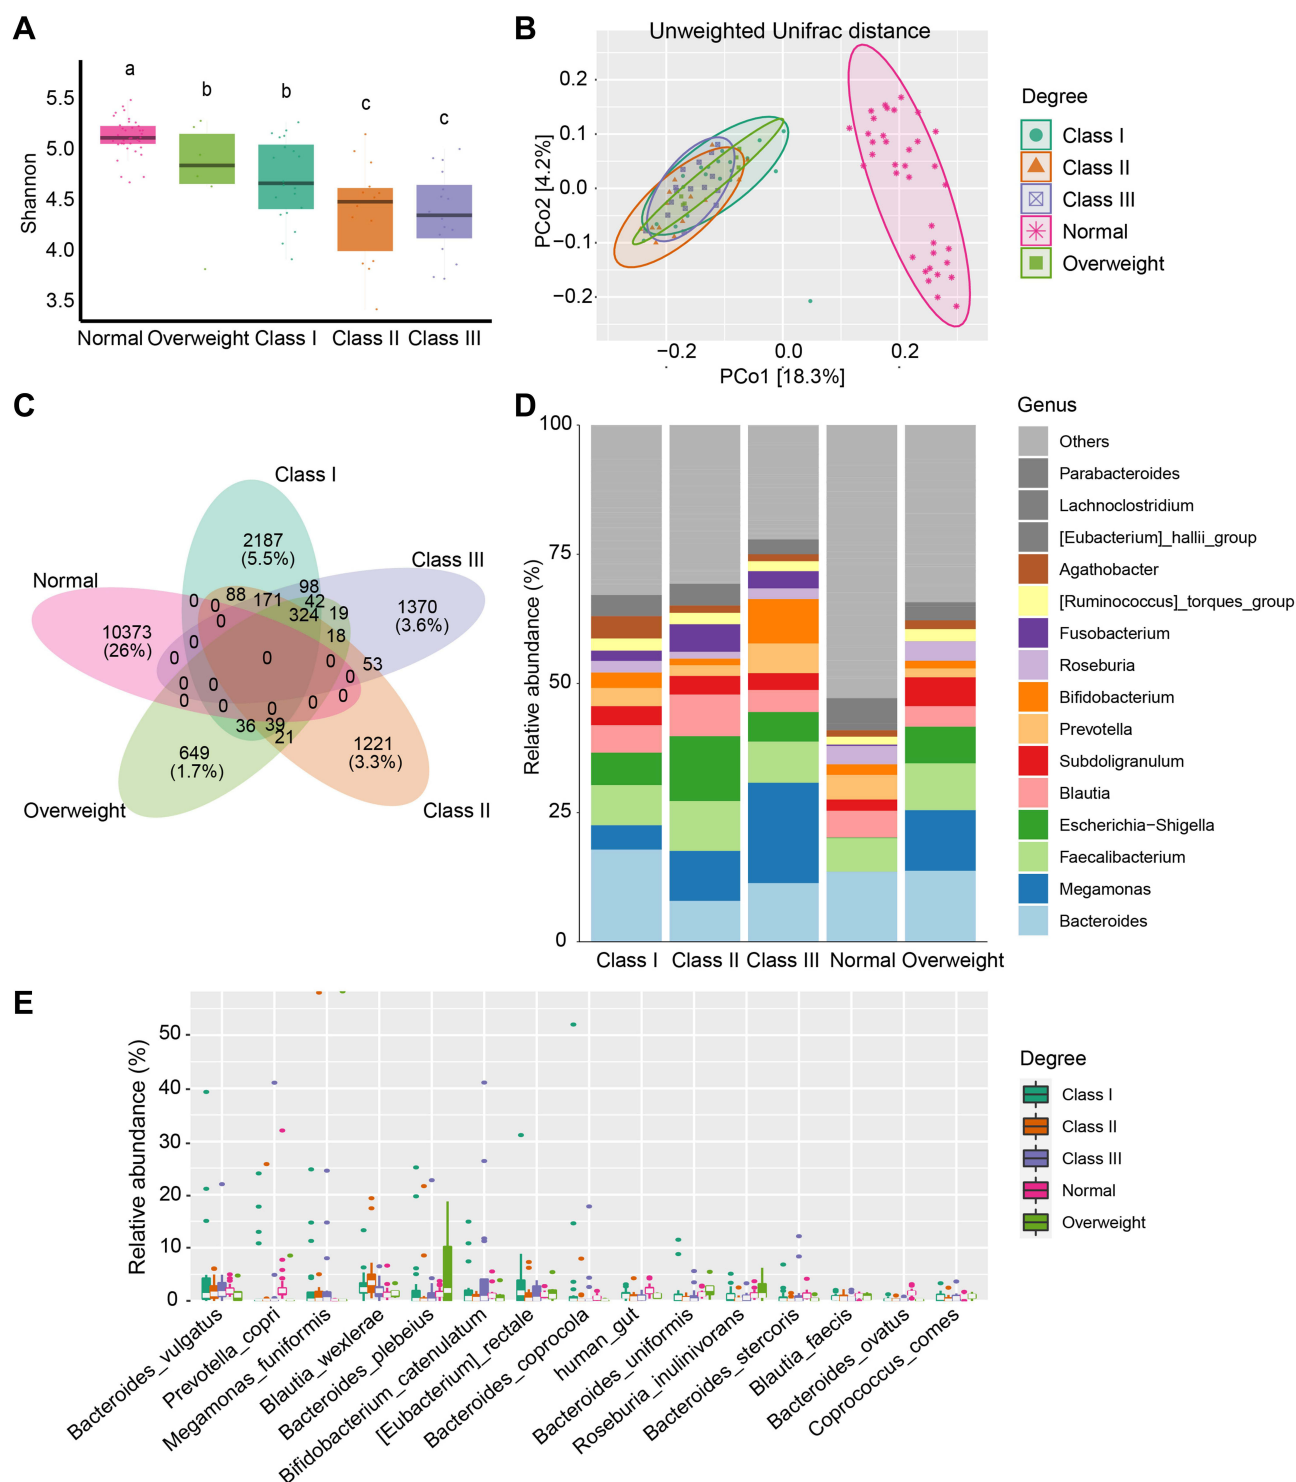 A
a
b
b
c
c
5.5
5.0
4.5
4.0
3.5
Shannon
Normal Overweight Class I Class II Class III
B
Unweighted Unifrac distance
0.2
0.1
0.0
−0.1
−0.2
PCo2 [4.2%]
−0.2 0.0 0.2
PCo1 [18.3%]
Degree
Class I
Class II
Class III
Normal
Overweight
C
Class I
Class III
Normal
Overweight
Class II
2187
(5.5%)
1370
(3.6%)
10373
(26%)
649
(1.7%)
1221
(3.3%)
0 0 88 171 98
42
324 19
0
0 18
0 0 0 53
0 0 0
0 0 0 0 0
36 39
21
D
100
75
50
25
0
Relative abundance (%)
Class I Class II Class III Normal Overweight
Genus
Others
Parabacteroides
Lachnoclostridium
[Eubacterium]_hallii_group
Agathobacter
[Ruminococcus]_torques_group
Fusobacterium
Roseburia
Bifidobacterium
Prevotella
Subdoligranulum
Blautia
Escherichia−Shigella
Faecalibacterium
Megamonas
Bacteroides
E
50
40
30
20
10
0
Relative abundance (%)
Bacteroides_vulgatus
Prevotella_copri
Megamonas_funiformis
Blautia_wexlerae
Bacteroides_plebeius
Bifidobacterium_catenulatum
[Eubacterium]_rectale
Bacteroides_coprocola
human_gut
Bacteroides_uniformis
Roseburia_inulinivorans
Bacteroides_stercoris
Blautia_faecis
Bacteroides_ovatus
Coprococcus_comes
Degree
Class I
Class II
Class III
Normal
Overweight